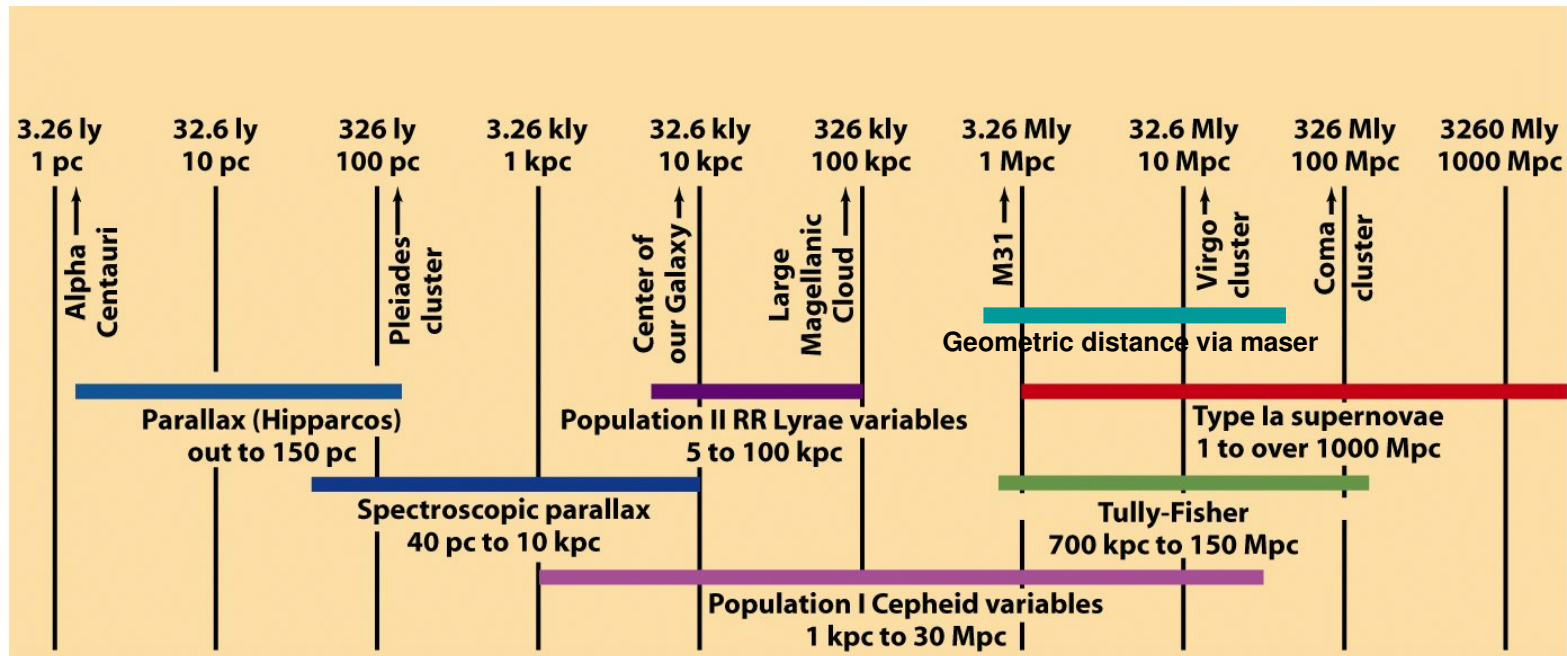 3.26 ly
1 pc
32.6 ly
10 pc
326 ly
100 pc
3.26 kly
1 kpc
32.6 kly
10 kpc
326 kly
100 kpc
3.26 Mly
1 Mpc
32.6 Mly
10 Mpc
326 Mly
100 Mpc
3260 Mly
1000 Mpc
Alpha
Centauri
Pleiades
cluster
Center of
our Galaxy
Large
Magellanic
Cloud
M31
Virgo
cluster
Coma
cluster
Geometric distance via maser
Parallax (Hipparcos)
out to 150 pc
Population II RR Lyrae variables
5 to 100 kpc
Type Ia supernovae
1 to over 1000 Mpc
Spectroscopic parallax
40 pc to 10 kpc
Tully-Fisher
700 kpc to 150 Mpc
Population I Cepheid variables
1 kpc to 30 Mpc